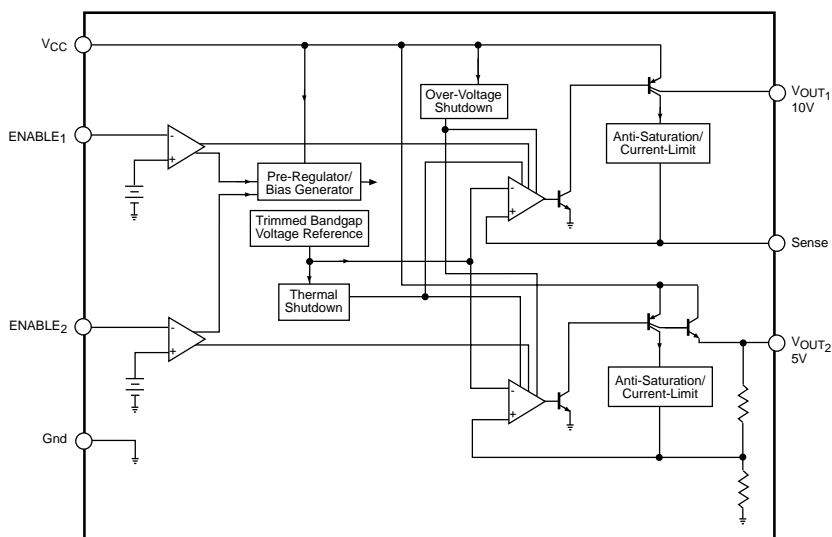 VCC
Over-Voltage
Shutdown
VOUT1
10V
ENABLE1
-
+
Anti-Saturation/
Current-Limit
Pre-Regulator/
Bias Generator
-
+
Trimmed Bandgap
Voltage Reference
Sense
Thermal
Shutdown
ENABLE2
-
+
VOUT2
5V
Anti-Saturation/
Current-Limit
-
+
Gnd